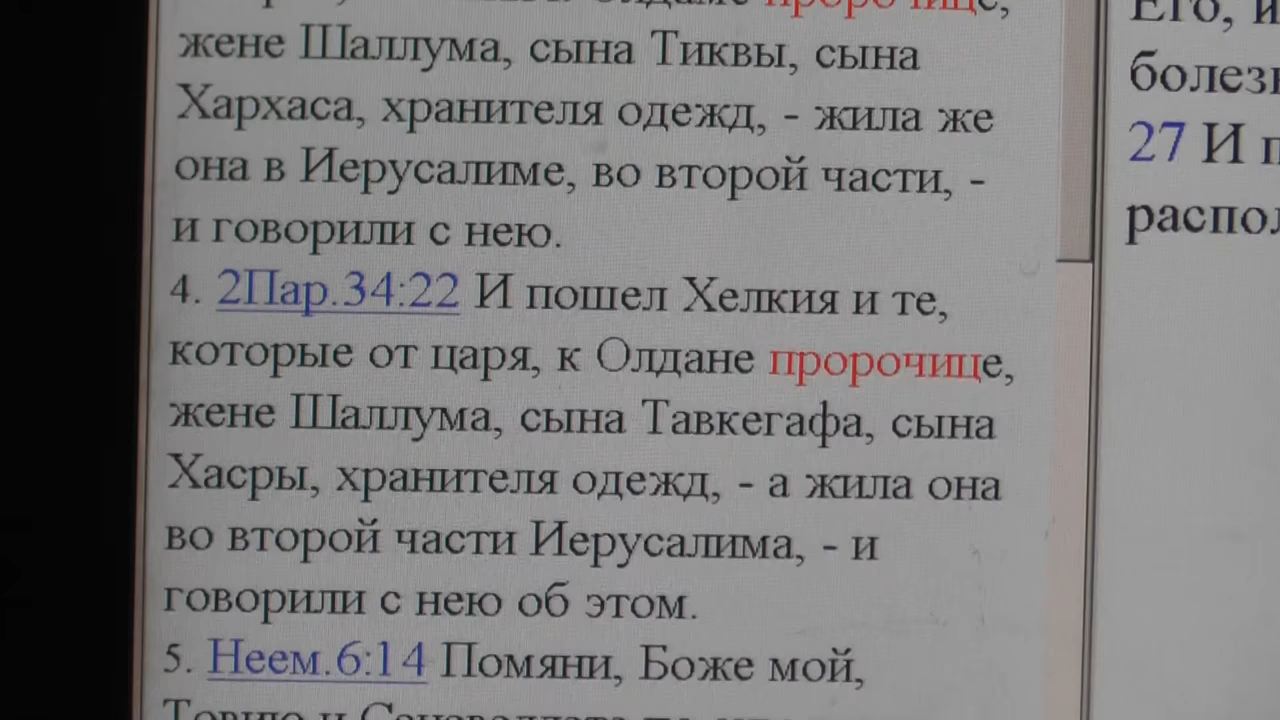 пророчице,
жене Шаллума, сына Тиквы, сына
Хархаса, хранителя одежд, - жила же
она в Иерусалиме, во второй части, -
и говорили с нею.
4. 2Пар.34:22 И пошел Хелкия и те,
которые от царя, к Олдане пророчице,
жене Шаллума, сына Тавкегафа, сына
Хасры, хранителя одежд, - а жила она
во второй части Иерусалима, - и
говорили с нею об этом.
5. Неем.6:14 Помяни, Боже мой,
Его, и
27 И